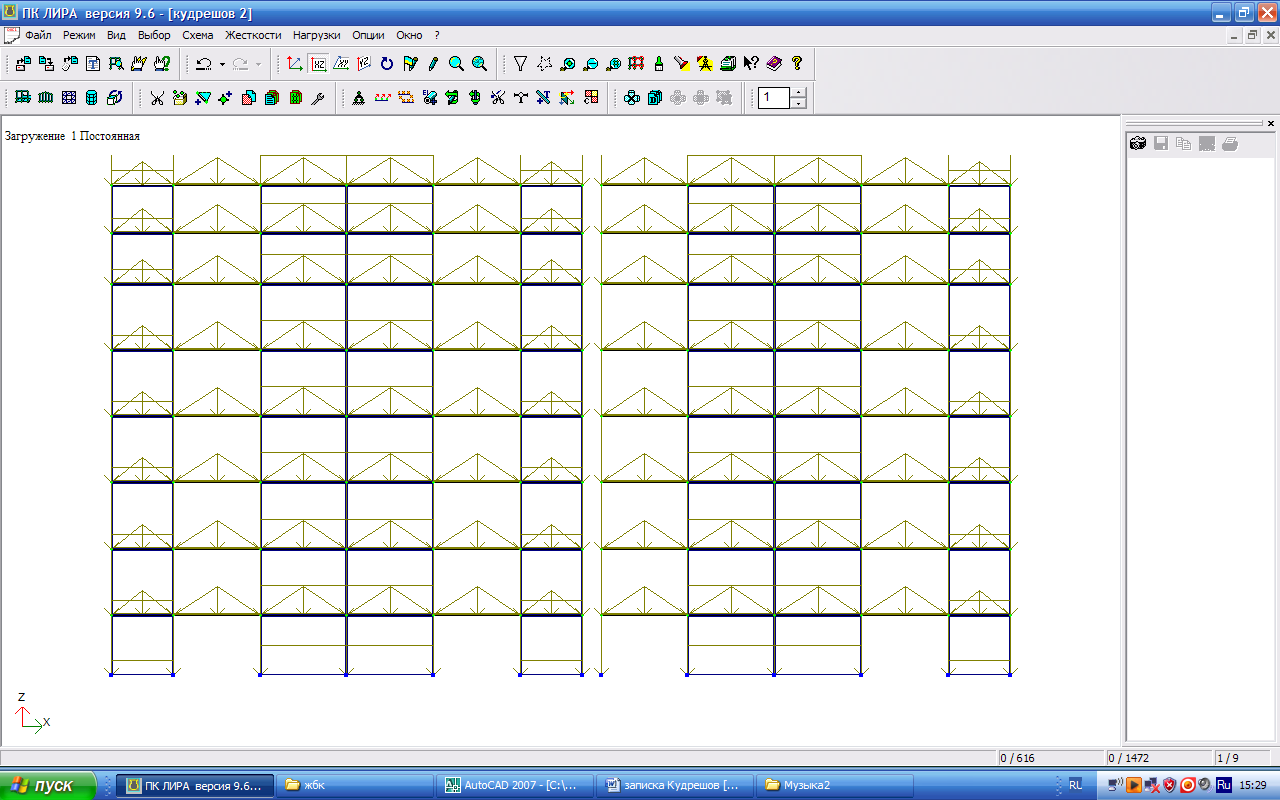 ПК ЛИРА версия 9.6 - [кудрешов 2]
Файл Режим Вид Выбор Схема Жесткости Нагрузки Опции Окно ?
1
Загружение 1 Постоянная
Z
X
0 / 616 0 / 1472 1 / 9
пуск ПК ЛИРА версия 9.6... жбк AutoCAD 2007 - [C:\... записка Кудрешов [... Музыка2 RL Ru 15:29